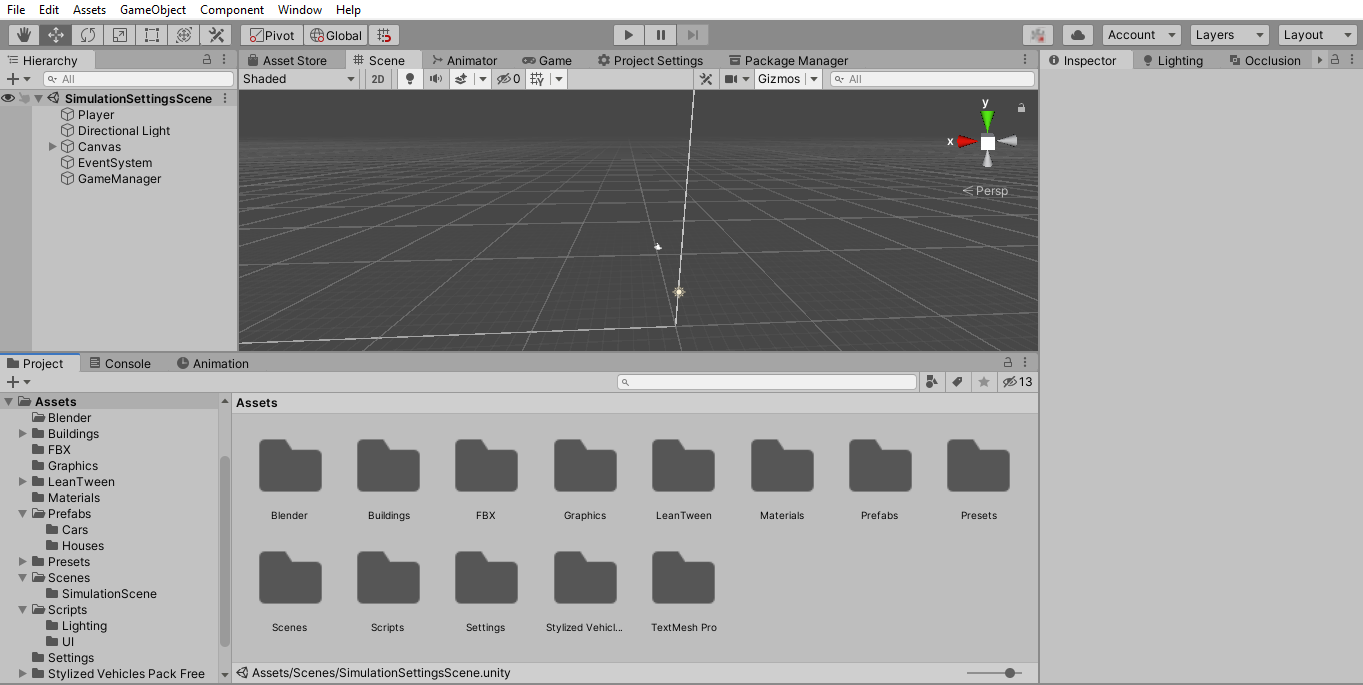 File Edit Assets GameObject Component Window Help
Pivot Global Account Layers Layout
Hierarchy
All
SimulationSettingsScene
Player
Directional Light
Canvas
EventSystem
GameManager
Asset Store Scene Animator Game Project Settings Package Manager
Shaded 2D 0 Gizmos All
y
x
Persp
Inspector Lighting Occlusion
Project Console Animation
13
Assets
Blender
Buildings
FBX
Graphics
LeanTween
Materials
Prefabs
Cars
Houses
Presets
Scenes
SimulationScene
Scripts
Lighting
UI
Settings
Stylized Vehicles Pack Free
Assets
Blender Buildings FBX Graphics LeanTween Materials Prefabs Presets
Scenes Scripts Settings Stylized Vehicl... TextMesh Pro
Assets/Scenes/SimulationSettingsScene.unity